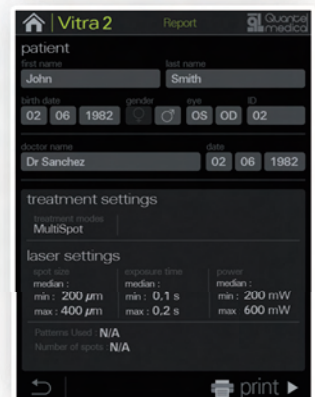 Vitra 2 Report Quantel medical
patient
first name last name
John Smith
birth date gender eye ID
02 06 1982 OS OD 02
doctor name date
Dr Sanchez 02 06 1982
treatment settings
treatment modes
MultiSpot
laser settings
spot size exposure time power
median : median : median :
min : 200 µm min : 0,1 s min : 200 mW
max : 400 µm max : 0,2 s max 600 mW
Patterns Used : N/A
Number of spots : N/A
print